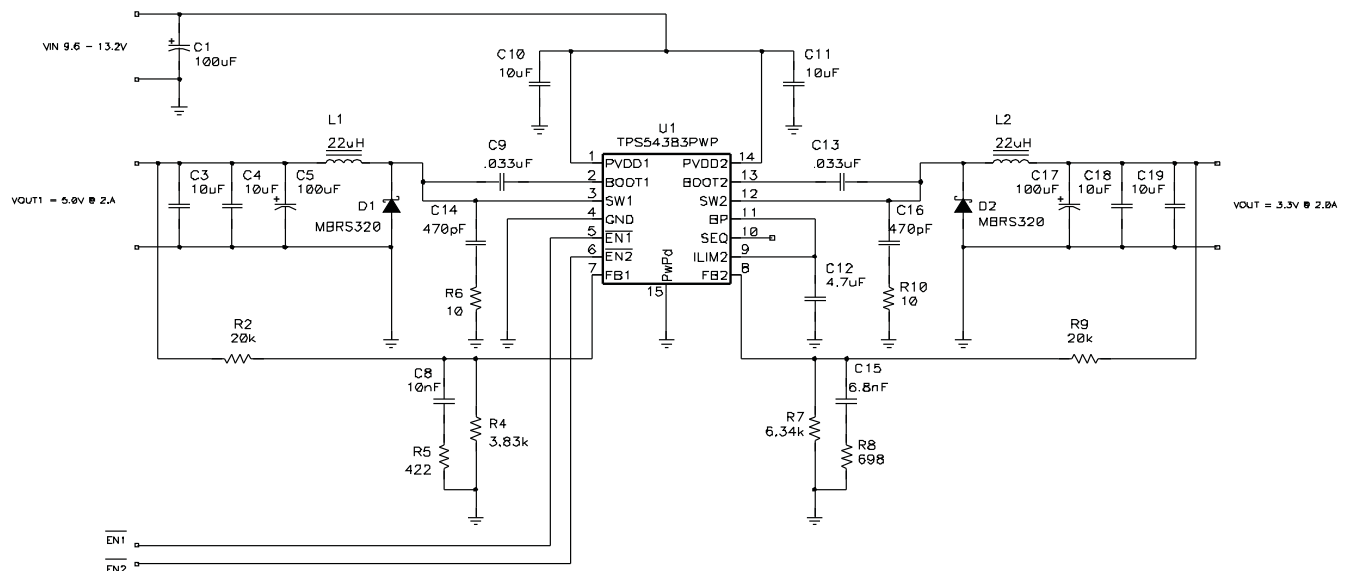 VIN 9.6 - 13.2V
C1
100uF
C10
10uF
C11
10uF
L1
22uH
L2
22uH
U1
TPS54383PWP
C9
.033uF
C13
.033uF
1 PVDD1 PVDD2 14
2 BOOT1 BOOT2 13
3 SW1 SW2 12
4 GND BP 11
5 EN1 SEQ 10
6 EN2 ILIM2 9
7 FB1 FB2 8
PwPd
15
C3
10uF
C4
10uF
C5
100uF
C17
100uF
C18
10uF
C19
10uF
VOUT1 = 5.0V @ 2.A
VOUT = 3.3V @ 2.0A
D1
MBRS320
D2
MBRS320
C14
470pF
C16
470pF
C12
4.7uF
R6
10
R10
10
R2
20k
R9
20k
C8
10nF
C15
6.8nF
R4
3.83k
R7
6.34k
R5
422
R8
698
EN1
EN2